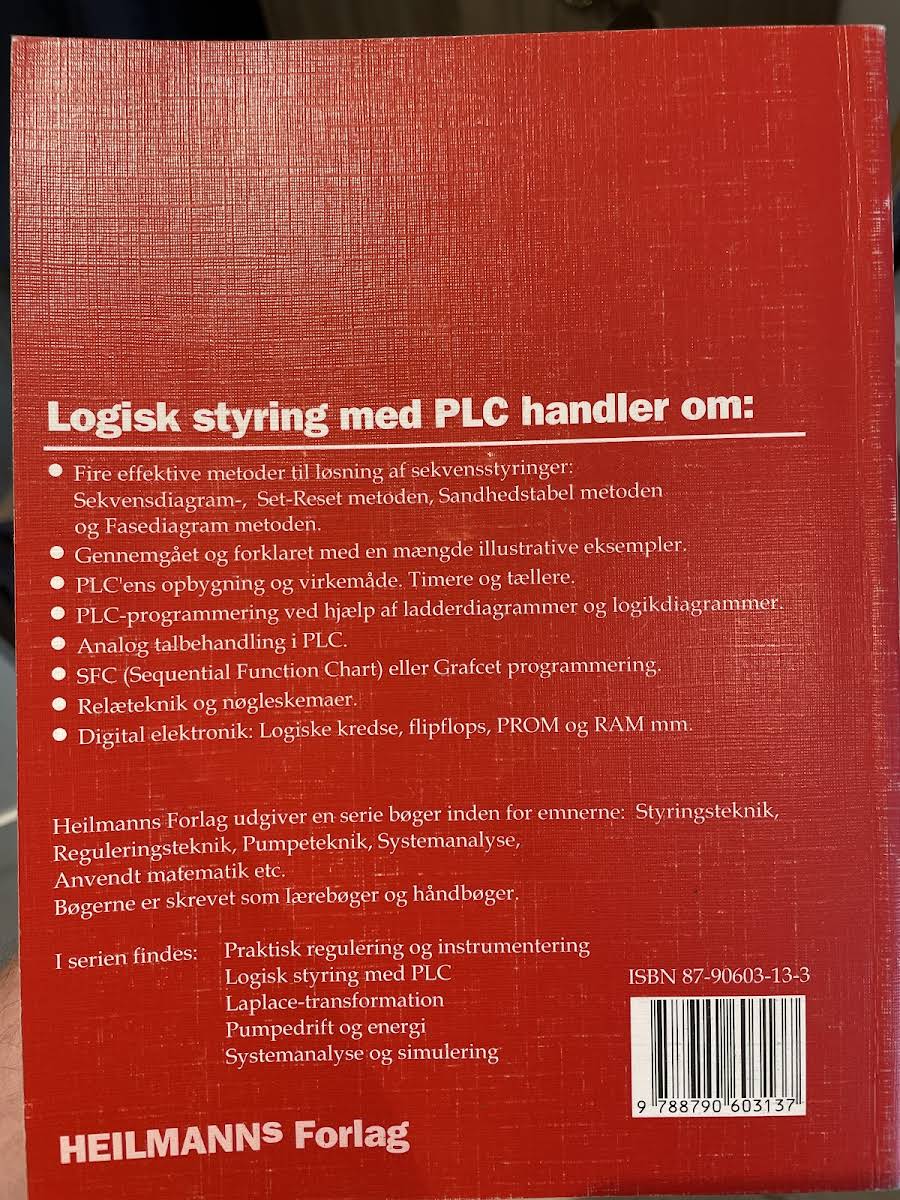 Logisk styring med PLC handler om:
● Fire effektive metoder til løsning af sekvensstyringer:
Sekvensdiagram-, Set-Reset metoden, Sandhedstabel metoden
og Fasediagram metoden.
● Gennemgået og forklaret med en mængde illustrative eksempler.
● PLC'ens opbygning og virkemåde. Timere og tællere.
● PLC-programmering ved hjælp af ladderdiagrammer og logikdiagrammer.
● Analog talbehandling i PLC.
● SFC (Sequential Function Chart) eller Grafcet programmering.
● Relæteknik og nøgleskemaer.
● Digital elektronik: Logiske kredse, flipflops, PROM og RAM mm.
Heilmanns Forlag udgiver en serie bøger inden for emnerne: Styringsteknik,
Reguleringsteknik, Pumpeteknik, Systemanalyse,
Anvendt matematik etc.
Bøgerne er skrevet som lærebøger og håndbøger.
I serien findes: Praktisk regulering og instrumentering
Logisk styring med PLC
Laplace-transformation
Pumpedrift og energi
Systemanalyse og simulering
ISBN 87-90603-13-3
9 788790 603137
HEILMANNs Forlag